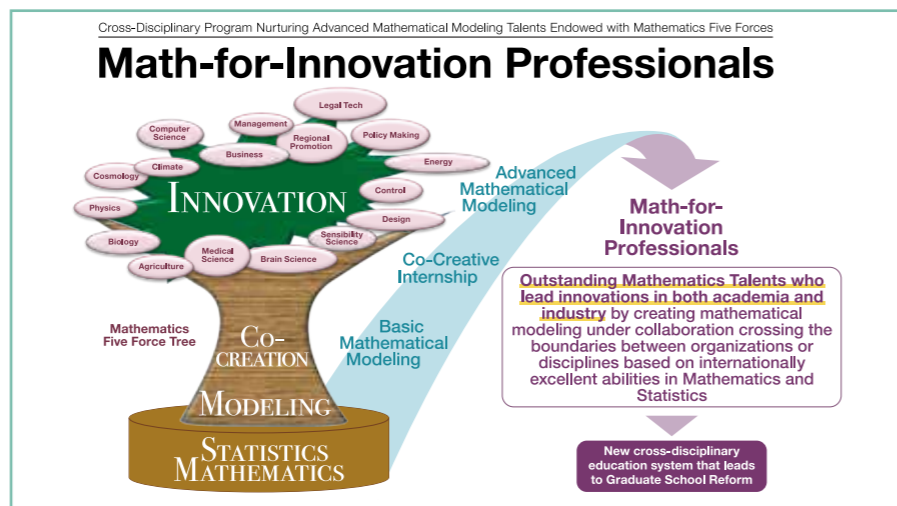 Cross-Disciplinary Program Nurturing Advanced Mathematical Modeling Talents Endowed with Mathematics Five Forces
Math-for-Innovation Professionals
Legal Tech
Management
Computer
Science
Regional
Promotion
Policy Making
Business
Energy
Climate
Cosmology
INNOVATION
Control
Physics
Design
Sensibility
Science
Biology
Medical
Science
Brain Science
Agriculture
Mathematics
Five Force Tree
CO-
CREATION
MODELING
STATISTICS
MATHEMATICS
Advanced
Mathematical
Modeling
Co-Creative
Internship
Basic
Mathematical
Modeling
Math-for-
Innovation
Professionals
Outstanding Mathematics Talents who
lead innovations in both academia and
industry by creating mathematical
modeling under collaboration crossing the
boundaries between organizations or
disciplines based on internationally
excellent abilities in Mathematics and
Statistics
New cross-disciplinary
education system that leads
to Graduate School Reform